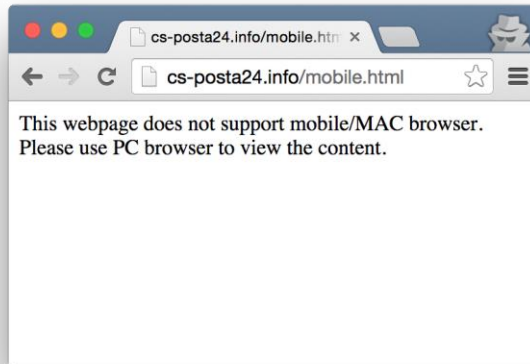 cs-posta24.info/mobile.htm
cs-posta24.info/mobile.html
This webpage does not support mobile/MAC browser.
Please use PC browser to view the content.